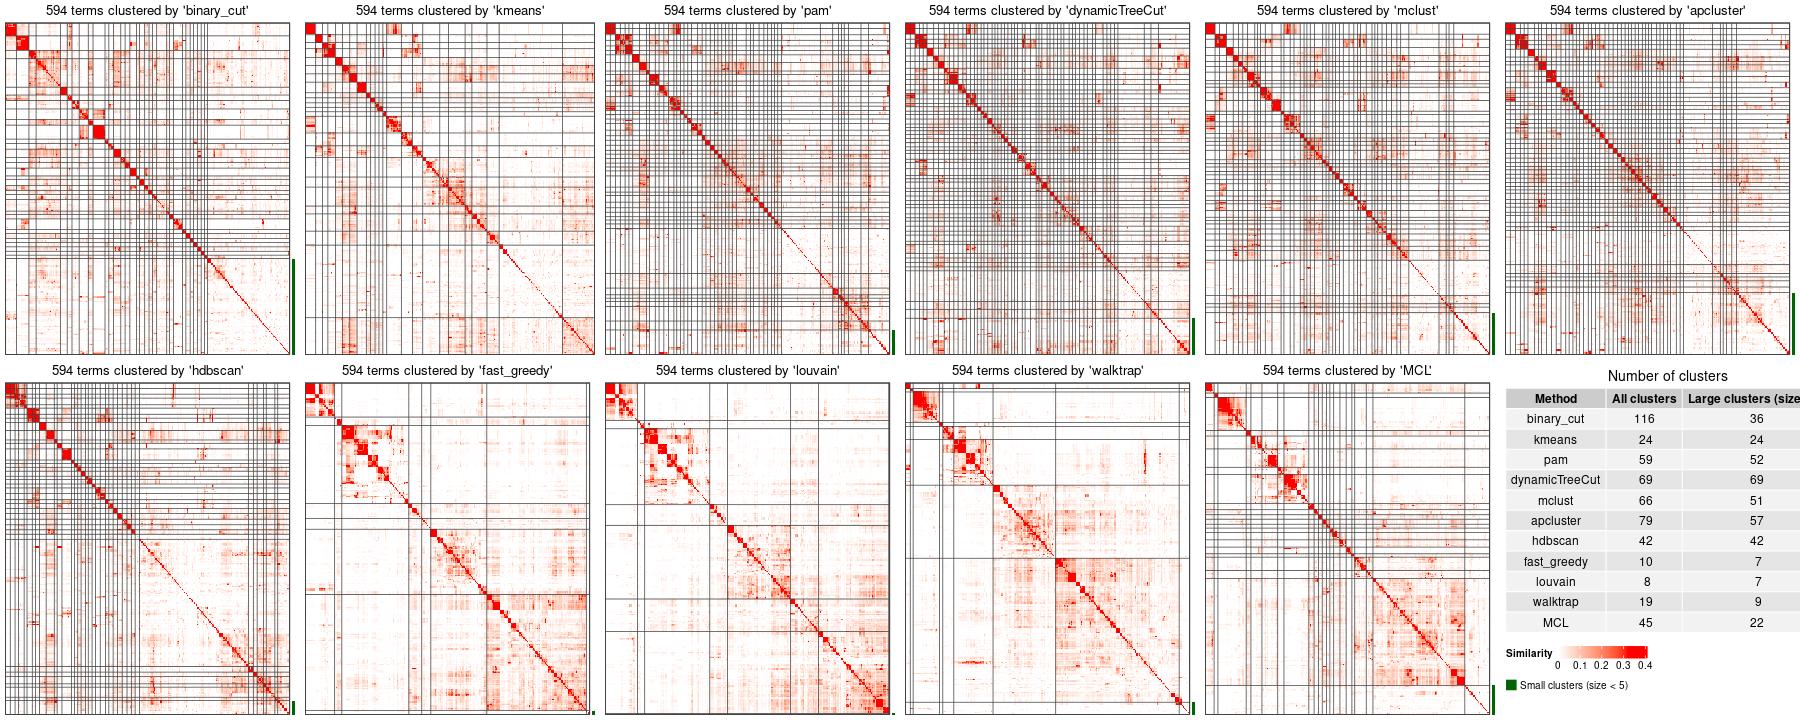 594 terms clustered by 'binary_cut'
594 terms clustered by 'kmeans'
594 terms clustered by 'pam'
594 terms clustered by 'dynamicTreeCut'
594 terms clustered by 'mclust'
594 terms clustered by 'apcluster'
594 terms clustered by 'hdbscan'
594 terms clustered by 'fast_greedy'
594 terms clustered by 'louvain'
594 terms clustered by 'walktrap'
594 terms clustered by 'MCL'
Number of clusters
Method All clusters Large clusters (size
binary_cut 116 36
kmeans 24 24
pam 59 52
dynamicTreeCut 69 69
mclust 66 51
apcluster 79 57
hdbscan 42 42
fast_greedy 10 7
louvain 8 7
walktrap 19 9
MCL 45 22
Similarity
0 0.1 0.2 0.3 0.4
Small clusters (size < 5)